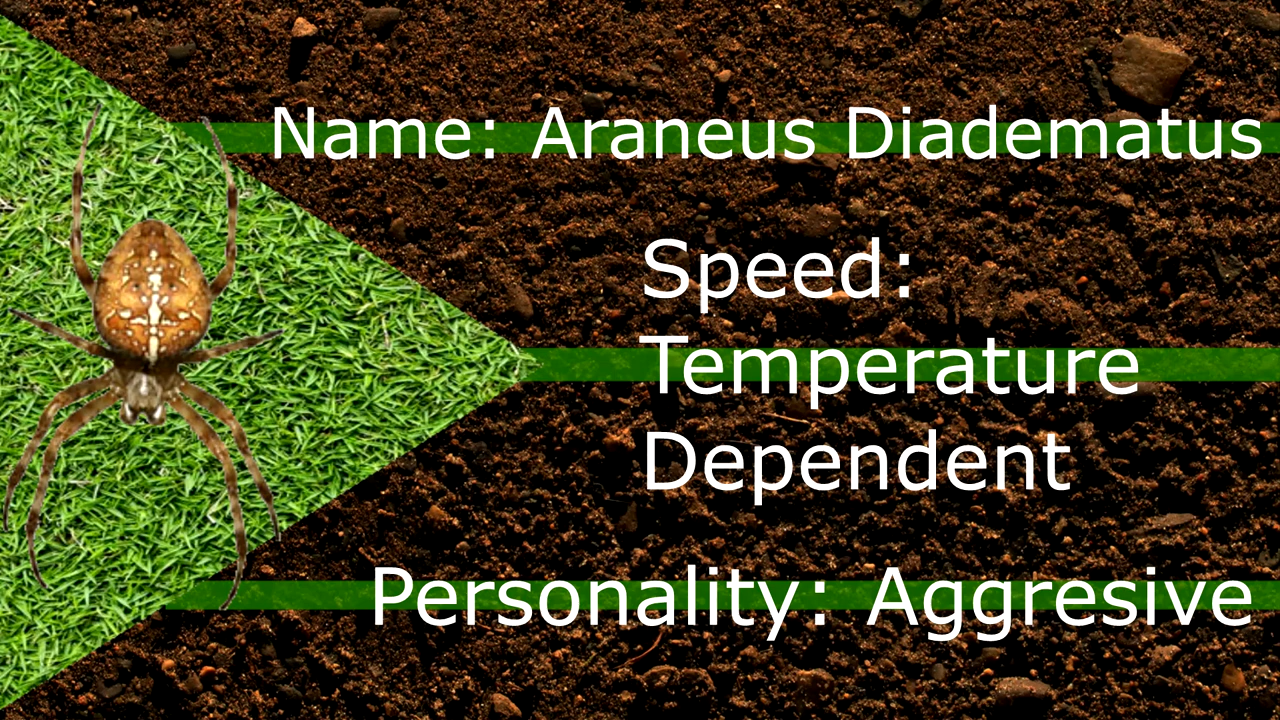 Name: Araneus Diadematus
Speed:
Temperature
Dependent
Personality: Aggresive